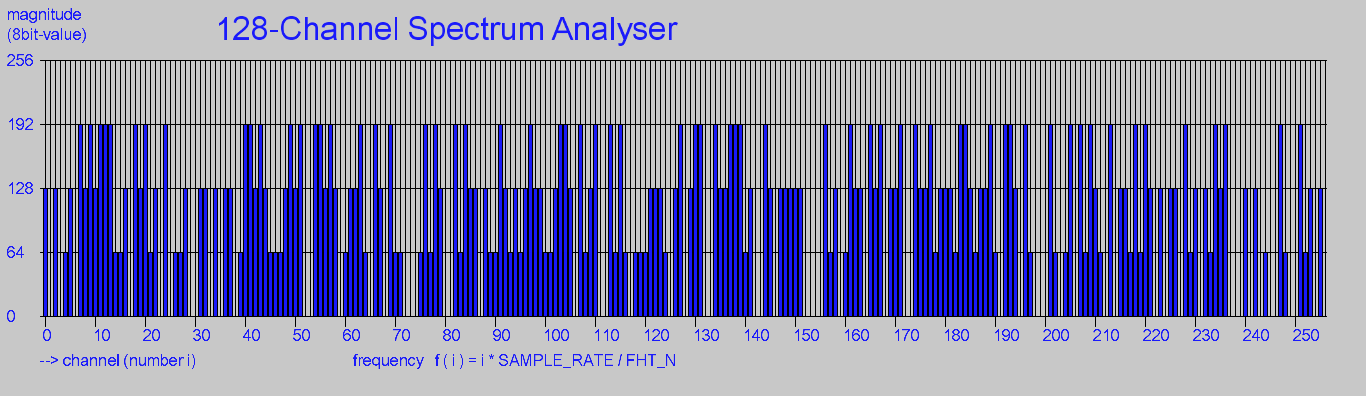 magnitude
(8bit-value)
128-Channel Spectrum Analyser
256
192
128
64
0
0 10 20 30 40 50 60 70 80 90 100 110 120 130 140 150 160 170 180 190 200 210 220 230 240 250
--> channel (number i)
frequency f ( i ) = i * SAMPLE_RATE / FHT_N